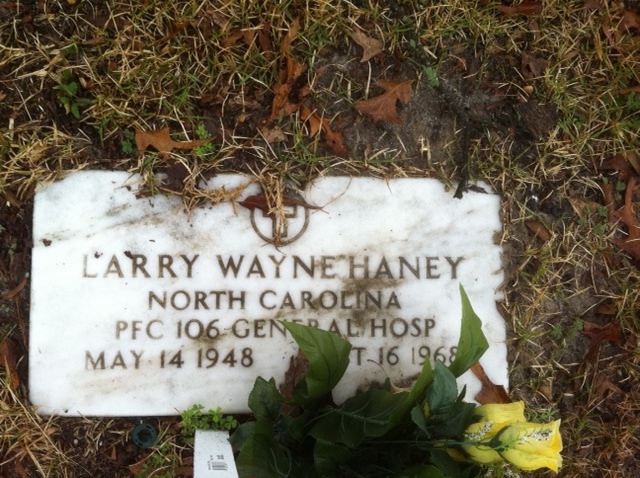 LARRY WAYNE HANEY
NORTH CAROLINA
PFC 106 GENERAL HOSP
MAY 14 1948 T 16 1968